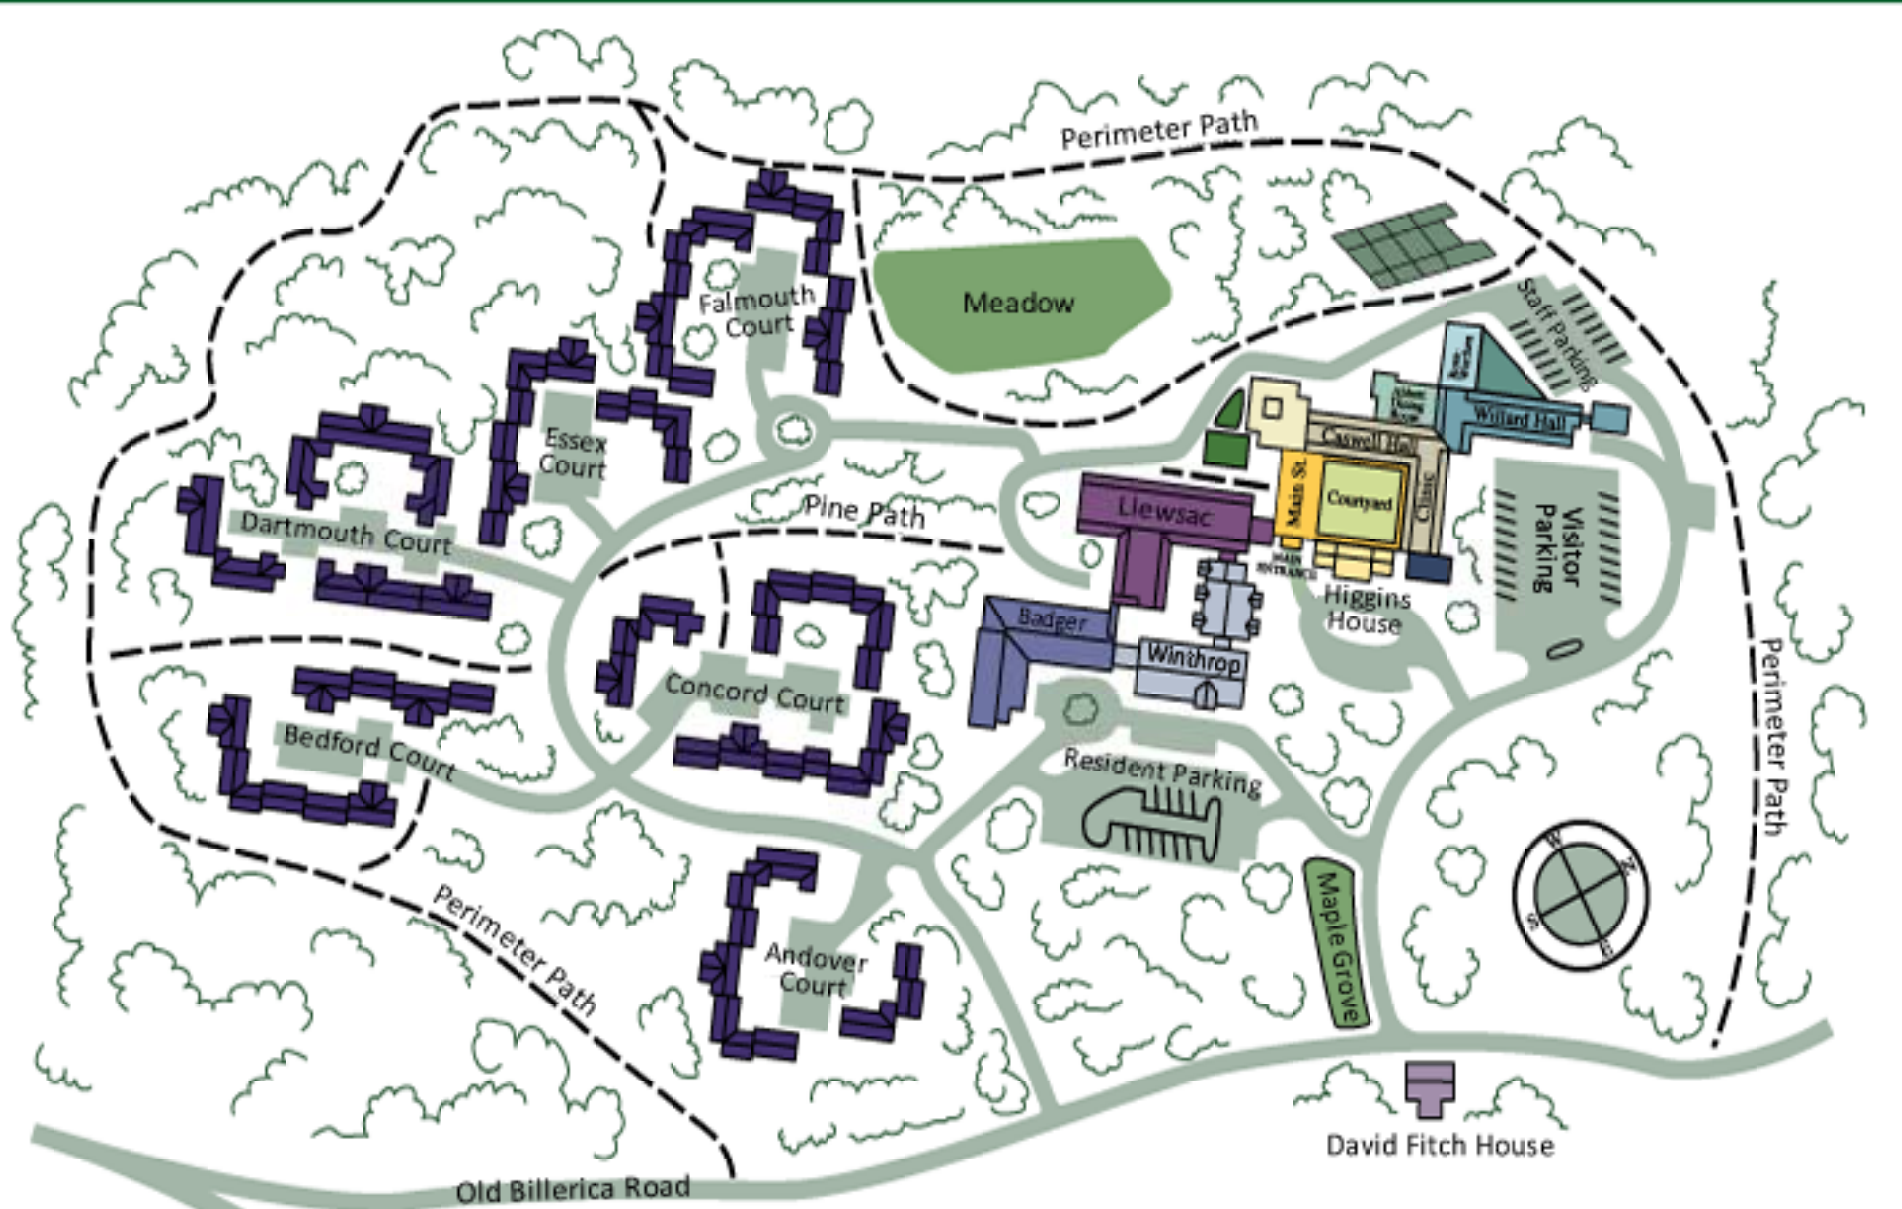 Perimeter Path
Meadow
Staff Parking
Falmouth
Court
Essex
Court
Willard Hall
Caswell Hall
Main St.
Courtyard
Clinic
Llewsac
Pine Path
Dartmouth Court
Visitor
Parking
MAIN
ENTRANCE
Higgins
House
Badger
Winthrop
Concord Court
Bedford Court
Resident Parking
Perimeter Path
Maple Grove
W
N
S
E
Andover
Court
Perimeter Path
David Fitch House
Old Billerica Road